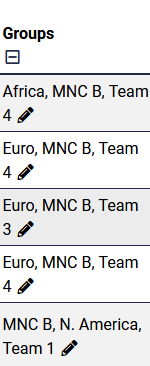 Groups
Africa, MNC B, Team
4
Euro, MNC B, Team
4
Euro, MNC B, Team
3
Euro, MNC B, Team
4
MNC B, N. America,
Team 1